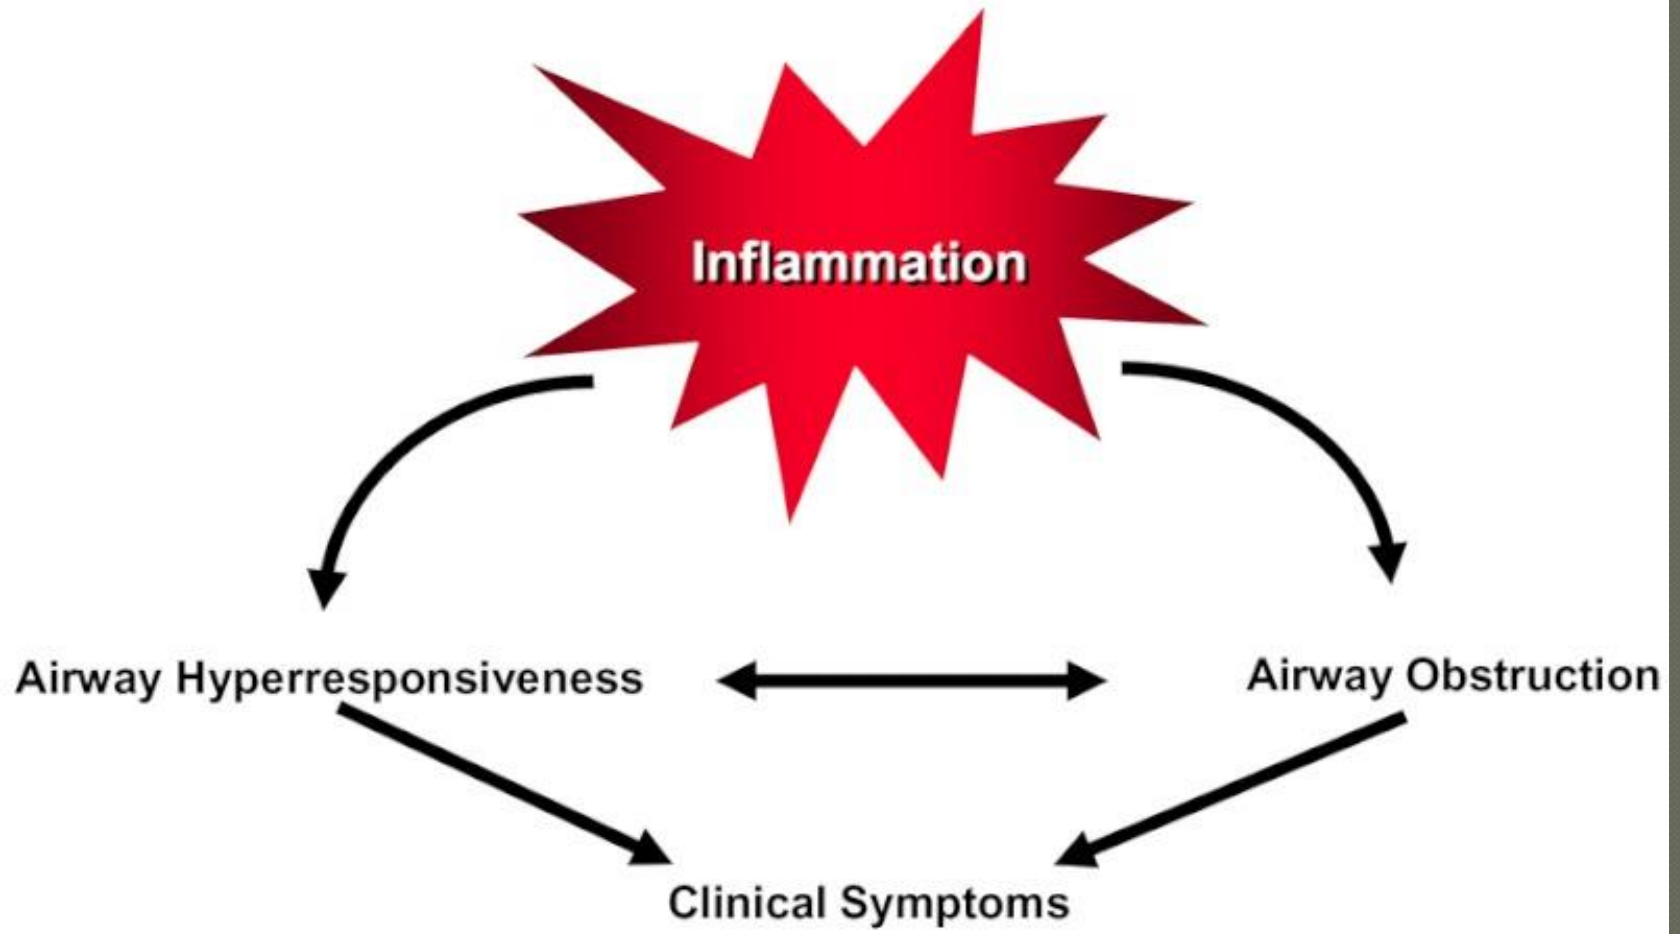 Inflammation
Airway Hyperresponsiveness
Airway Obstruction
Clinical Symptoms